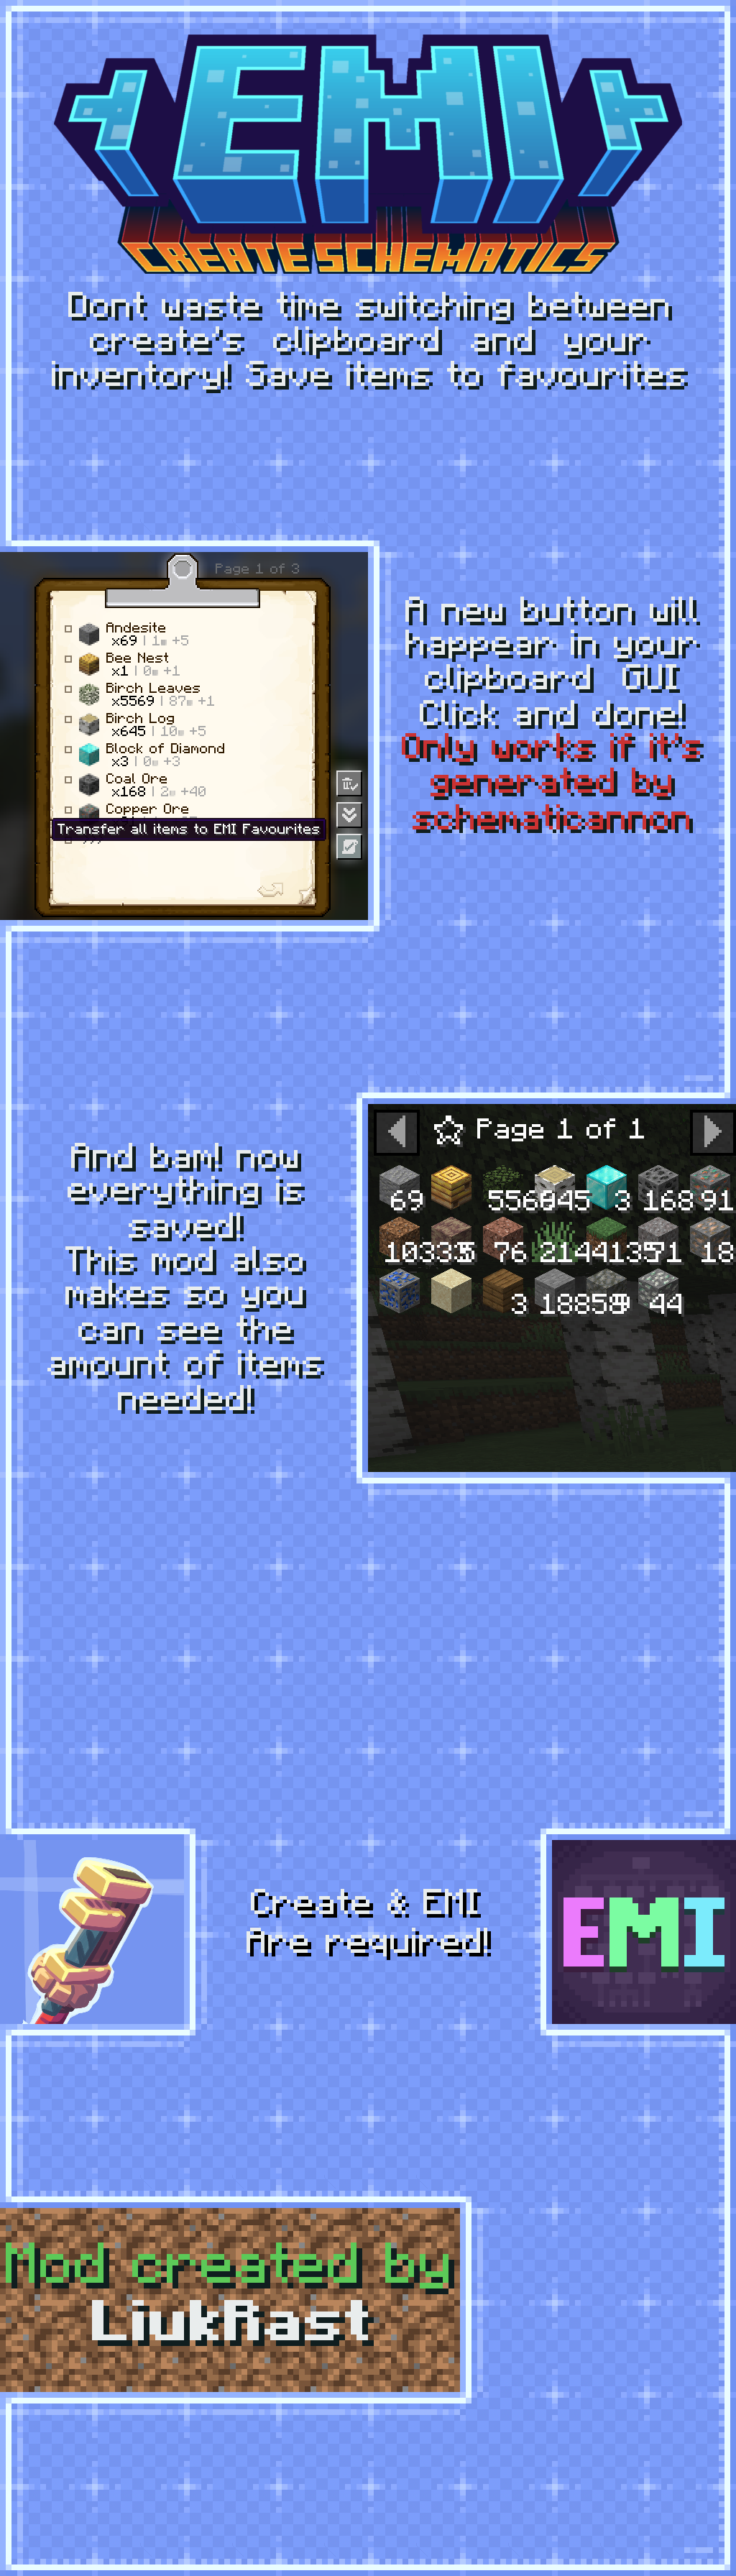 EMI
CREATE SCHEMATICS
Dont waste time switching between
create's clipboard and your
inventory! Save items to favourites
Page 1 of 3
Andesite
x69 | 1■ +5
Bee Nest
x1 | 0■ +1
Birch Leaves
x5569 | 87■ +1
Birch Log
x645 | 10■ +5
Block of Diamond
x3 | 0■ +3
Coal Ore
x168 | 2■ +40
Copper Ore
Transfer all items to EMI Favourites
A new button will
happear in your
clipboard GUI
Click and done!
Only works if it's
generated by
schematicannon
Page 1 of 1
69 3 168 91
76 18
3 44
And bam! now
everything is
saved!
This mod also
makes so you
can see the
amount of items
needed!
Create & EMI
Are required!
EMI
Mod created by
LiukRast